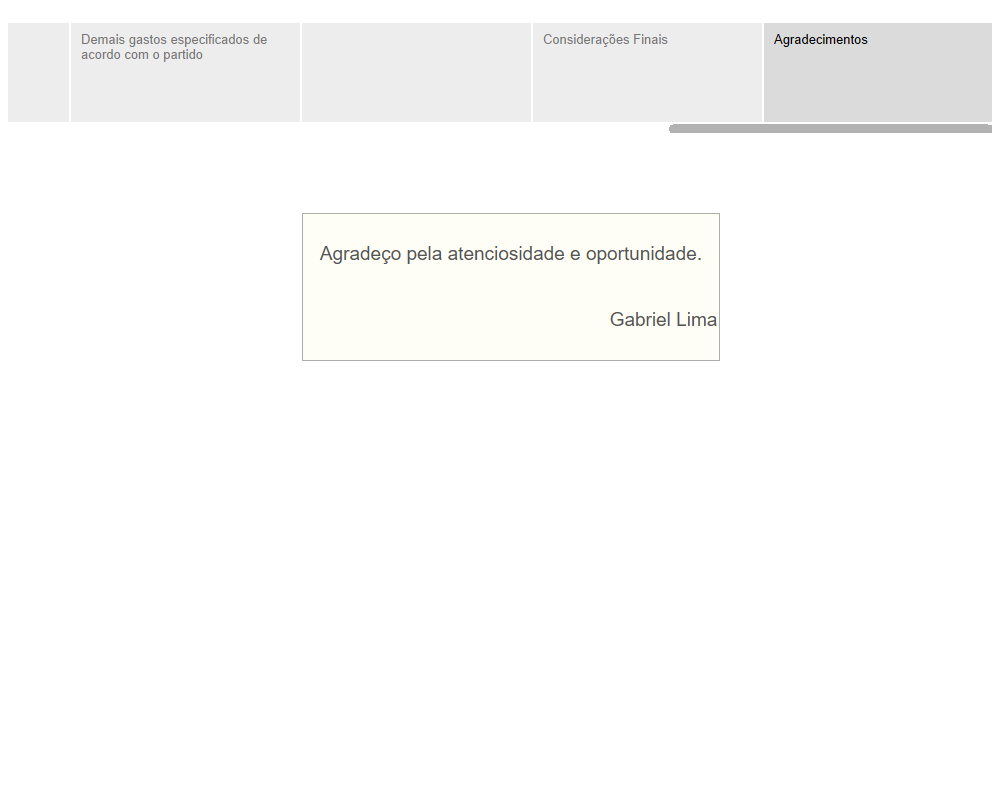 Demais gastos especificados de
acordo com o partido
Considerações Finais
Agradecimentos
Agradeço pela atenciosidade e oportunidade.
Gabriel Lima